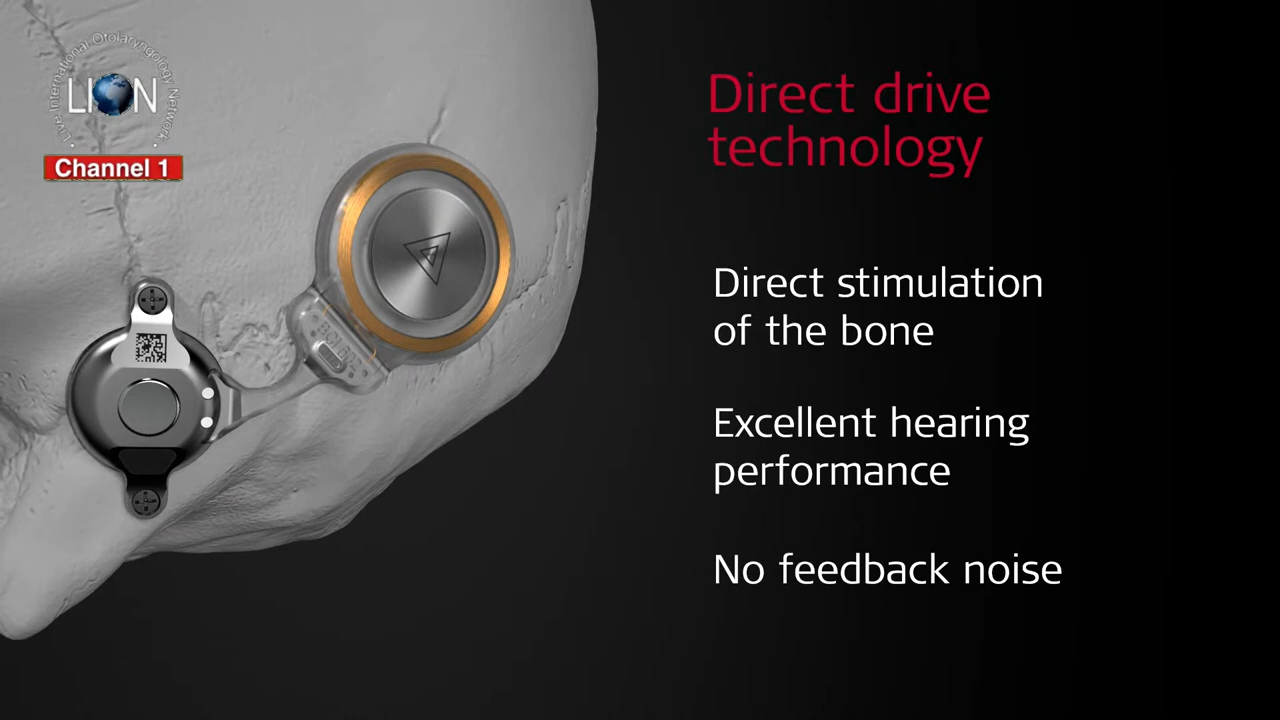 Live International Otolaryngology Network
LION
Channel 1
Direct drive
technology
Direct stimulation
of the bone
Excellent hearing
performance
No feedback noise